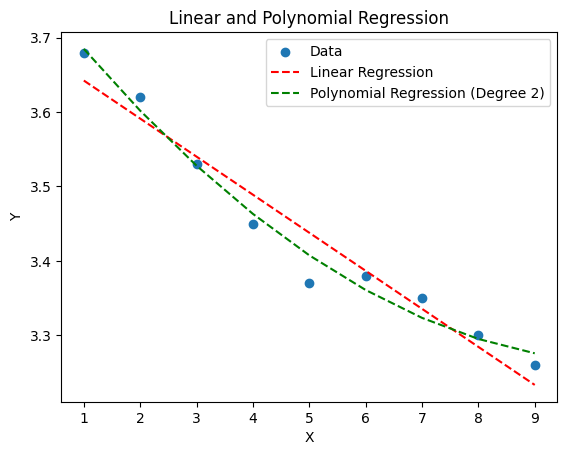 Linear and Polynomial Regression
Data
Linear Regression
Polynomial Regression (Degree 2)
Y
3.7
3.6
3.5
3.4
3.3
1 2 3 4 5 6 7 8 9
X